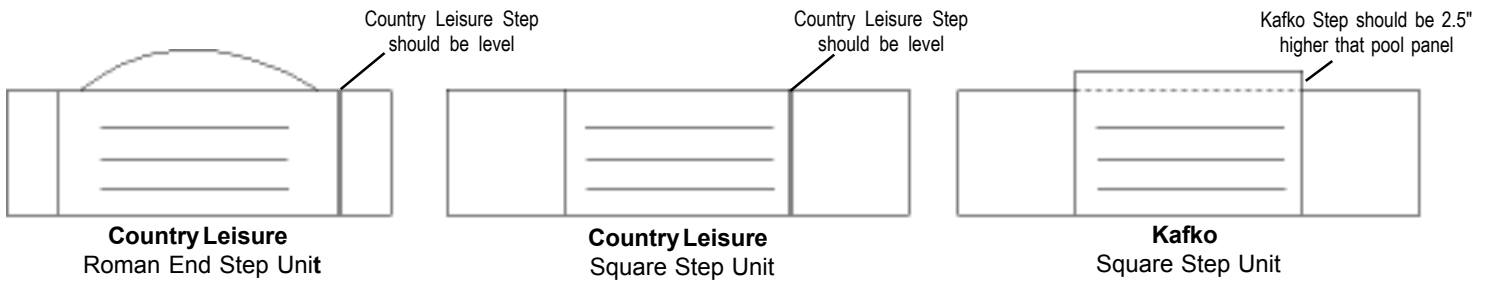 Country Leisure Step
should be level
Country Leisure
Roman End Step Unit
Country Leisure Step
should be level
Country Leisure
Square Step Unit
Kafko Step should be 2.5"
higher that pool panel
Kafko
Square Step Unit